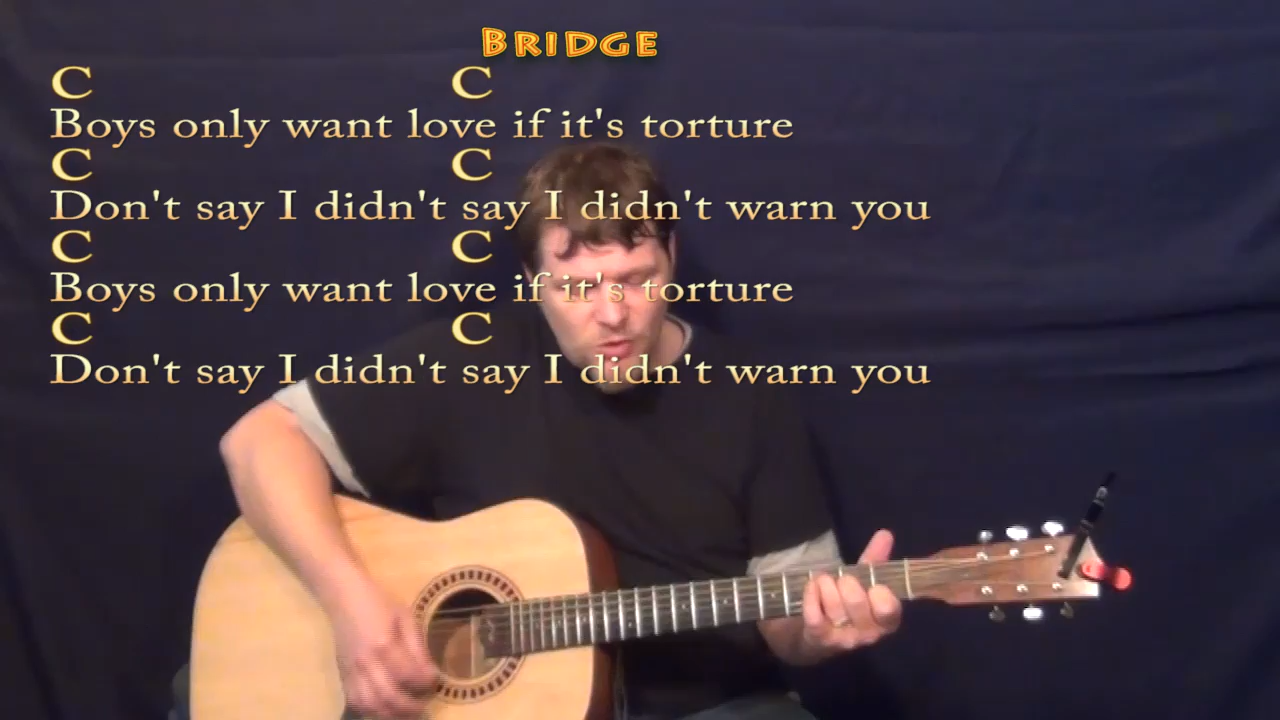 BRIDGE
C C
Boys only want love if it's torture
C C
Don't say I didn't say I didn't warn you
C C
Boys only want love if it's torture
C C
Don't say I didn't say I didn't warn you